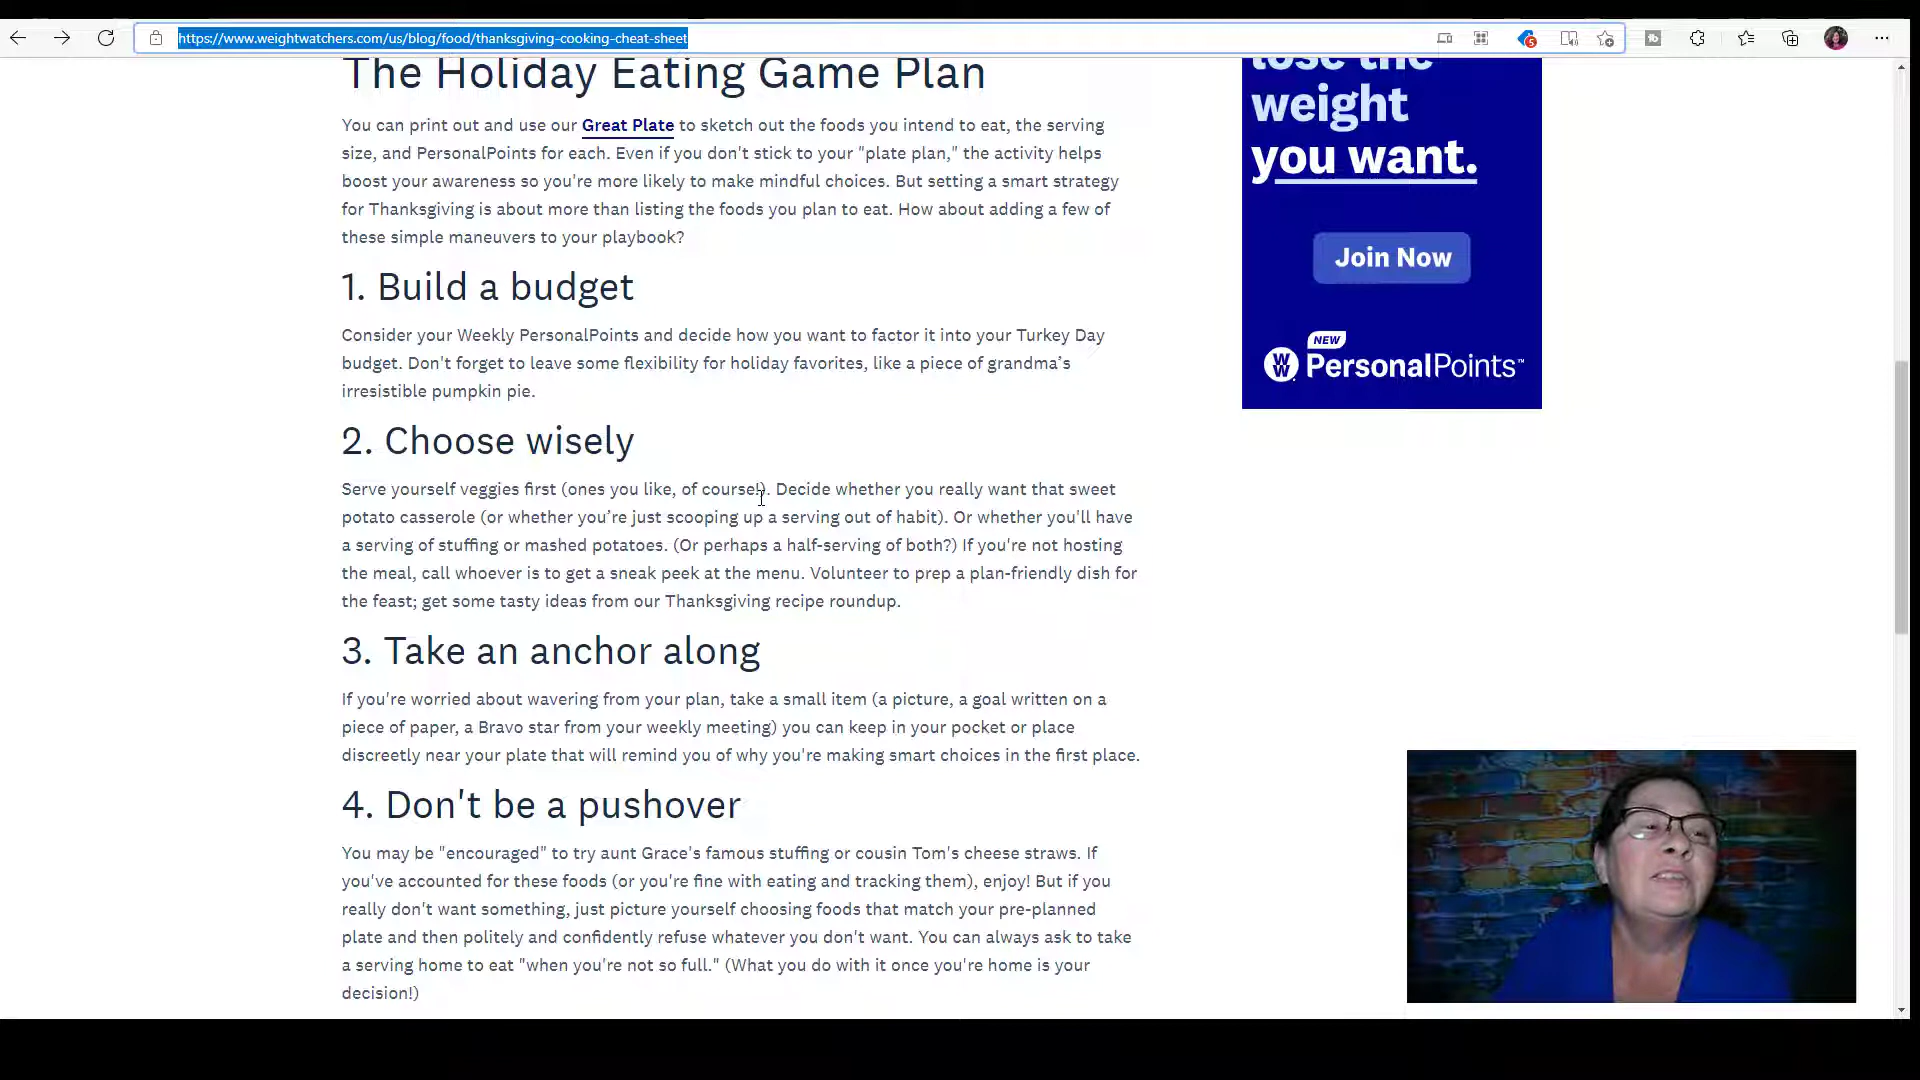 https://www.weightwatchers.com/us/blog/food/thanksgiving-cooking-cheat-sheet
5
The Holiday Eating Game Plan
You can print out and use our Great Plate to sketch out the foods you intend to eat, the serving
size, and PersonalPoints for each. Even if you don't stick to your "plate plan," the activity helps
boost your awareness so you're more likely to make mindful choices. But setting a smart strategy
for Thanksgiving is about more than listing the foods you plan to eat. How about adding a few of
these simple maneuvers to your playbook?
1. Build a budget
Consider your Weekly PersonalPoints and decide how you want to factor it into your Turkey Day
budget. Don't forget to leave some flexibility for holiday favorites, like a piece of grandma’s
irresistible pumpkin pie.
2. Choose wisely
Serve yourself veggies first (ones you like, of course!). Decide whether you really want that sweet
potato casserole (or whether you’re just scooping up a serving out of habit). Or whether you'll have
a serving of stuffing or mashed potatoes. (Or perhaps a half-serving of both?) If you're not hosting
the meal, call whoever is to get a sneak peek at the menu. Volunteer to prep a plan-friendly dish for
the feast; get some tasty ideas from our Thanksgiving recipe roundup.
3. Take an anchor along
If you're worried about wavering from your plan, take a small item (a picture, a goal written on a
piece of paper, a Bravo star from your weekly meeting) you can keep in your pocket or place
discreetly near your plate that will remind you of why you're making smart choices in the first place.
4. Don't be a pushover
You may be "encouraged" to try aunt Grace's famous stuffing or cousin Tom's cheese straws. If
you've accounted for these foods (or you're fine with eating and tracking them), enjoy! But if you
really don't want something, just picture yourself choosing foods that match your pre-planned
plate and then politely and confidently refuse whatever you don't want. You can always ask to take
a serving home to eat "when you're not so full." (What you do with it once you're home is your
decision!)
lose the
weight
you want.
Join Now
NEW
WW PersonalPoints™